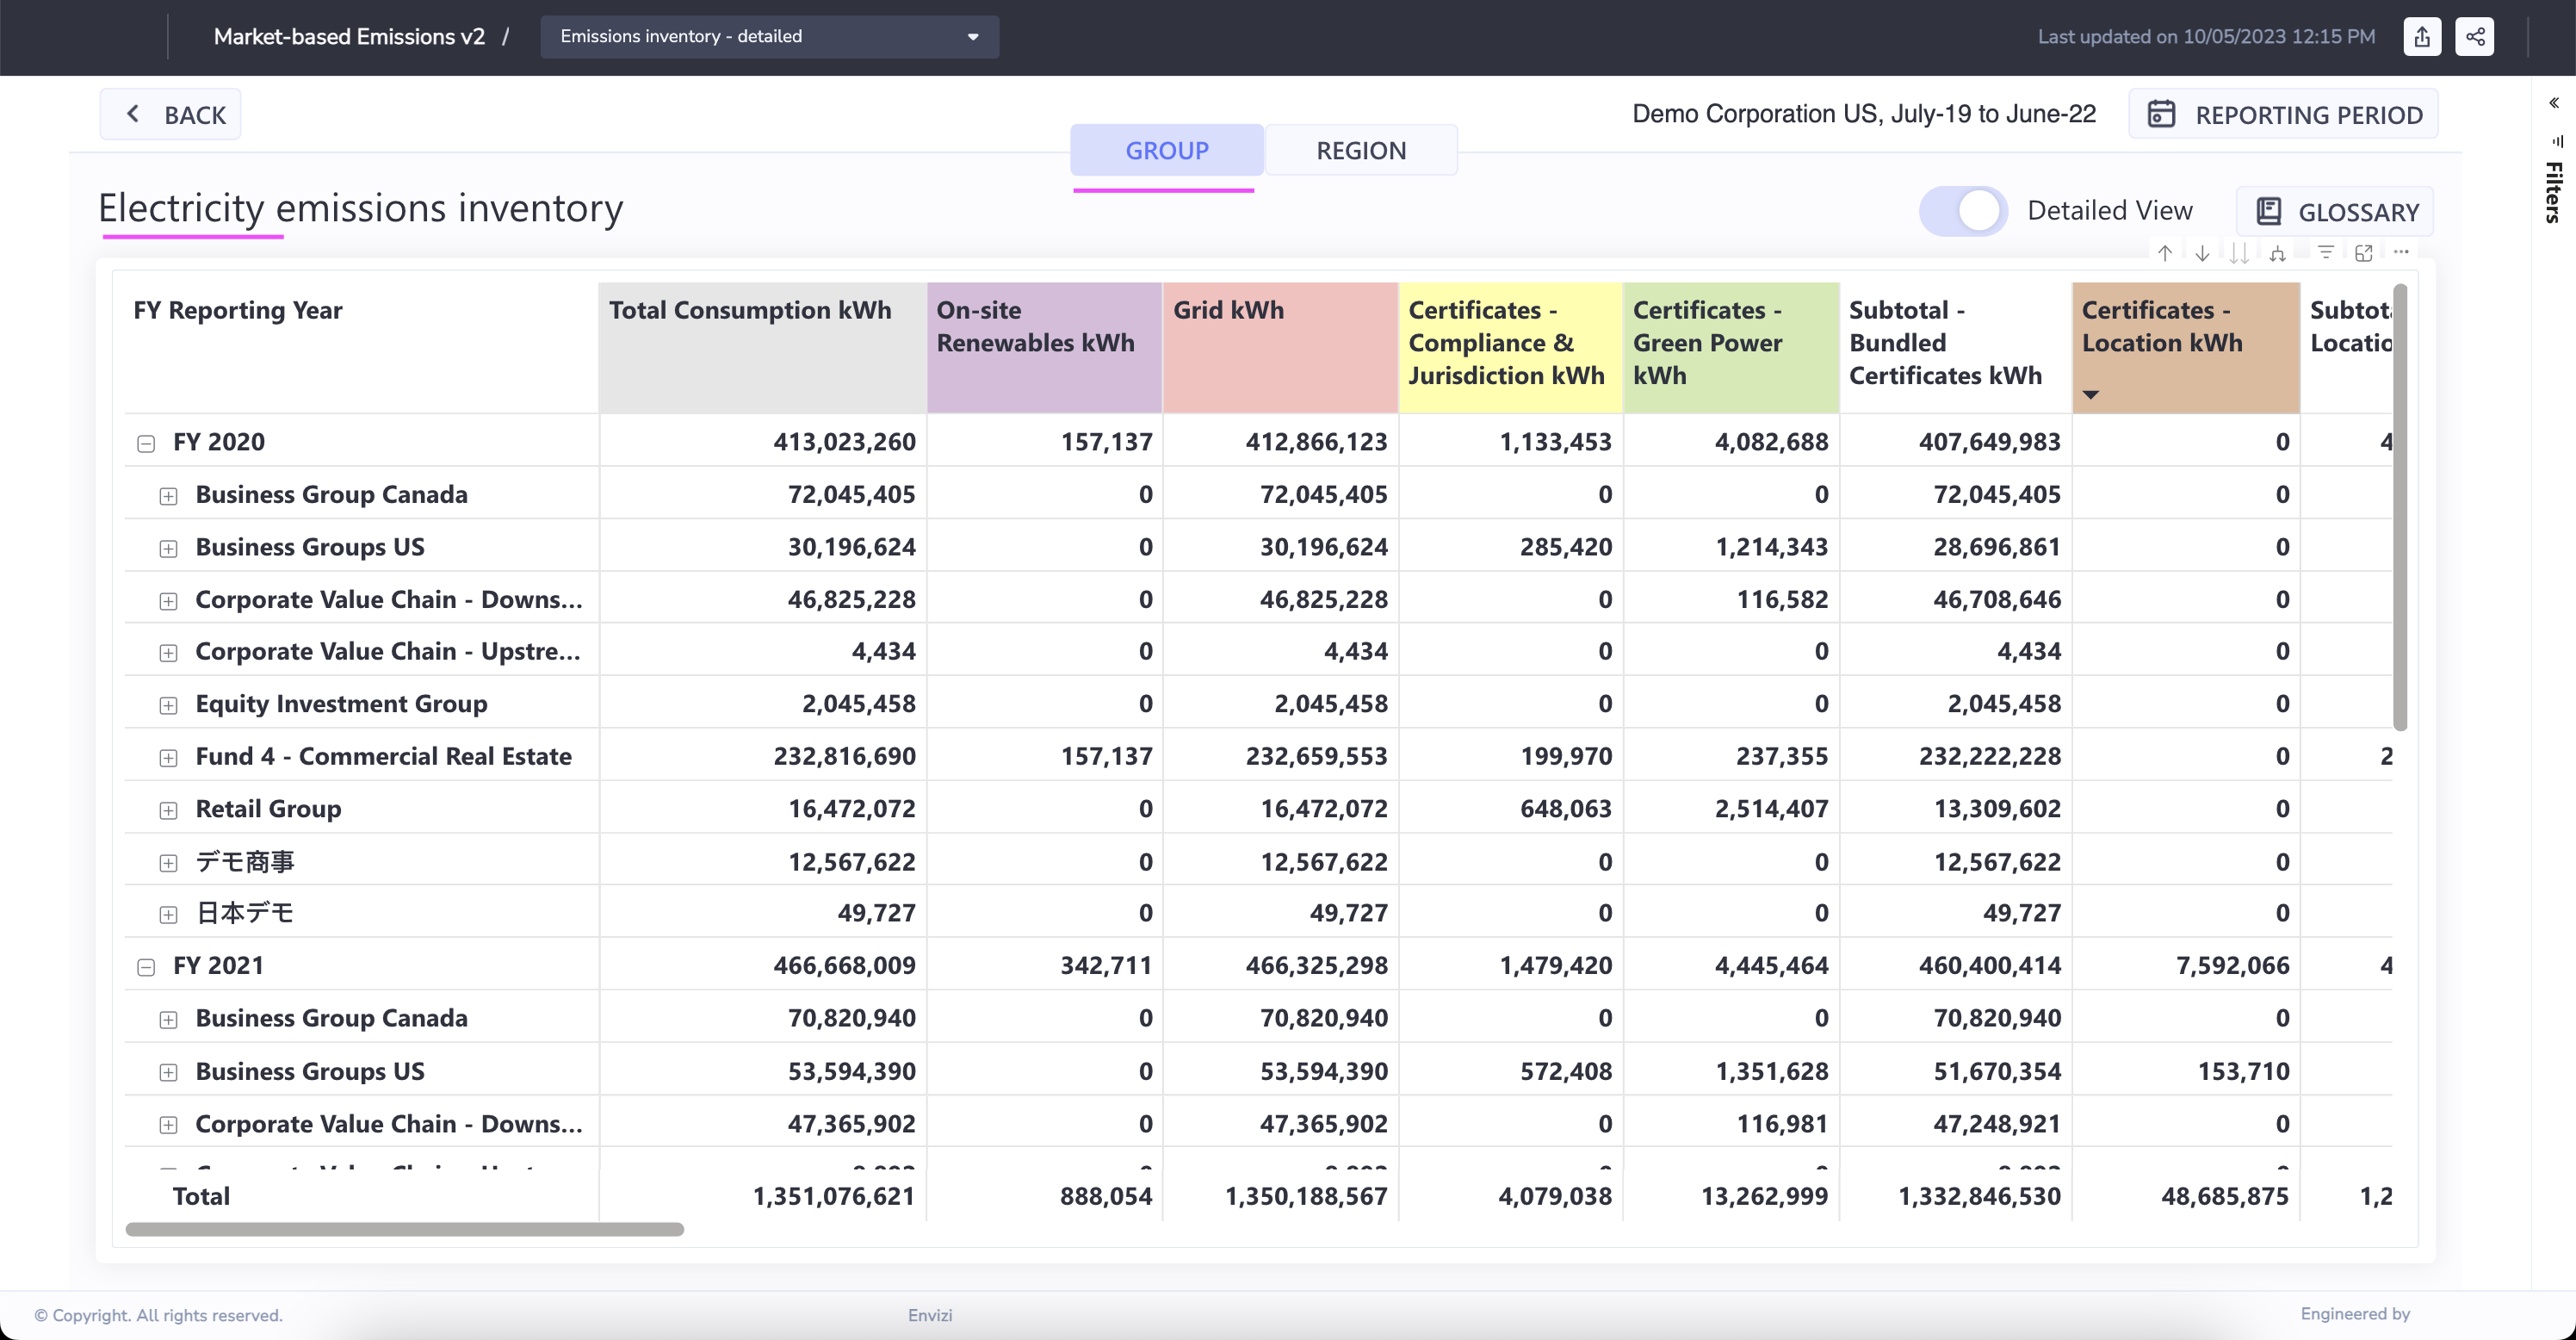 Market-based Emissions v2 / Emissions inventory - detailed Last updated on 10/05/2023 12:15 PM
BACK Demo Corporation US, July-19 to June-22 REPORTING PERIOD
GROUP REGION
Filters
Electricity emissions inventory Detailed View GLOSSARY
FY Reporting Year Total Consumption kWh On-site Renewables kWh Grid kWh Certificates - Compliance & Jurisdiction kWh Certificates - Green Power kWh Subtotal - Bundled Certificates kWh Certificates - Location kWh
FY 2020 413,023,260 157,137 412,866,123 1,133,453 4,082,688 407,649,983 0 4
Business Group Canada 72,045,405 0 72,045,405 0 0 72,045,405 0
Business Groups US 30,196,624 0 30,196,624 285,420 1,214,343 28,696,861 0
Corporate Value Chain - Downs... 46,825,228 0 46,825,228 0 116,582 46,708,646 0
Corporate Value Chain - Upstre... 4,434 0 4,434 0 0 4,434 0
Equity Investment Group 2,045,458 0 2,045,458 0 0 2,045,458 0
Fund 4 - Commercial Real Estate 232,816,690 157,137 232,659,553 199,970 237,355 232,222,228 0 2
Retail Group 16,472,072 0 16,472,072 648,063 2,514,407 13,309,602 0
デモ商事 12,567,622 0 12,567,622 0 0 12,567,622 0
日本デモ 49,727 0 49,727 0 0 49,727 0
FY 2021 466,668,009 342,711 466,325,298 1,479,420 4,445,464 460,400,414 7,592,066 4
Business Group Canada 70,820,940 0 70,820,940 0 0 70,820,940 0
Business Groups US 53,594,390 0 53,594,390 572,408 1,351,628 51,670,354 153,710
Corporate Value Chain - Downs... 47,365,902 0 47,365,902 0 116,981 47,248,921 0
Total 1,351,076,621 888,054 1,350,188,567 4,079,038 13,262,999 1,332,846,530 48,685,875 1,2
© Copyright. All rights reserved. Envizi Engineered by